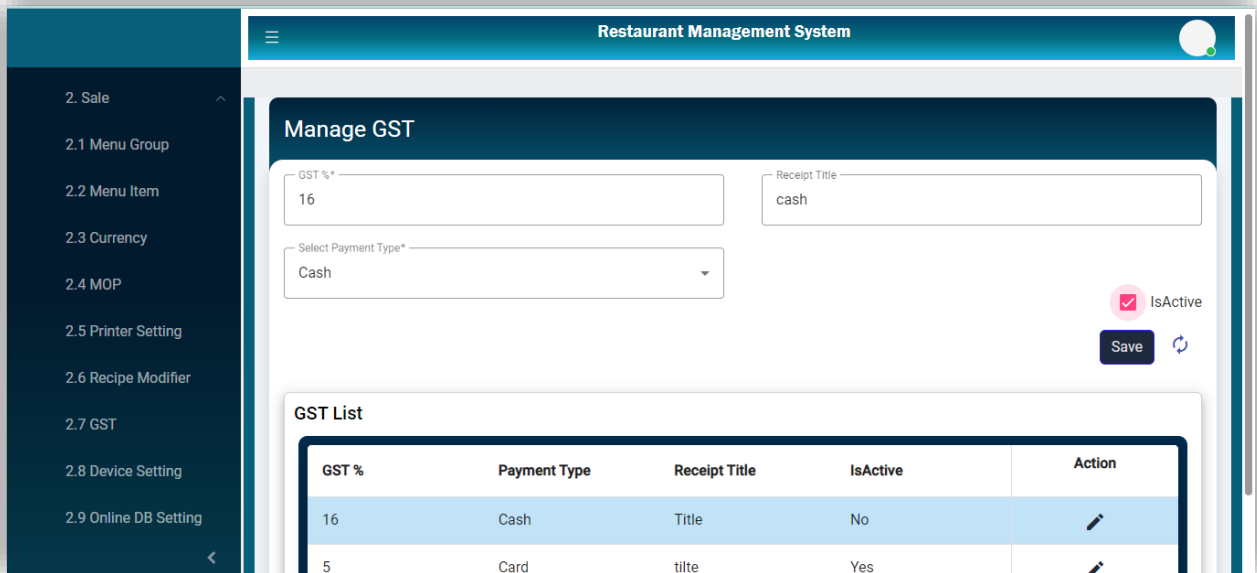 Restaurant Management System
2. Sale
2.1 Menu Group
2.2 Menu Item
2.3 Currency
2.4 MOP
2.5 Printer Setting
2.6 Recipe Modifier
2.7 GST
2.8 Device Setting
2.9 Online DB Setting
Manage GST
GST %* Receipt Title
16 cash
Select Payment Type*
Cash
IsActive
Save
GST List
GST % Payment Type Receipt Title IsActive Action
16 Cash Title No
5 Card tilte Yes